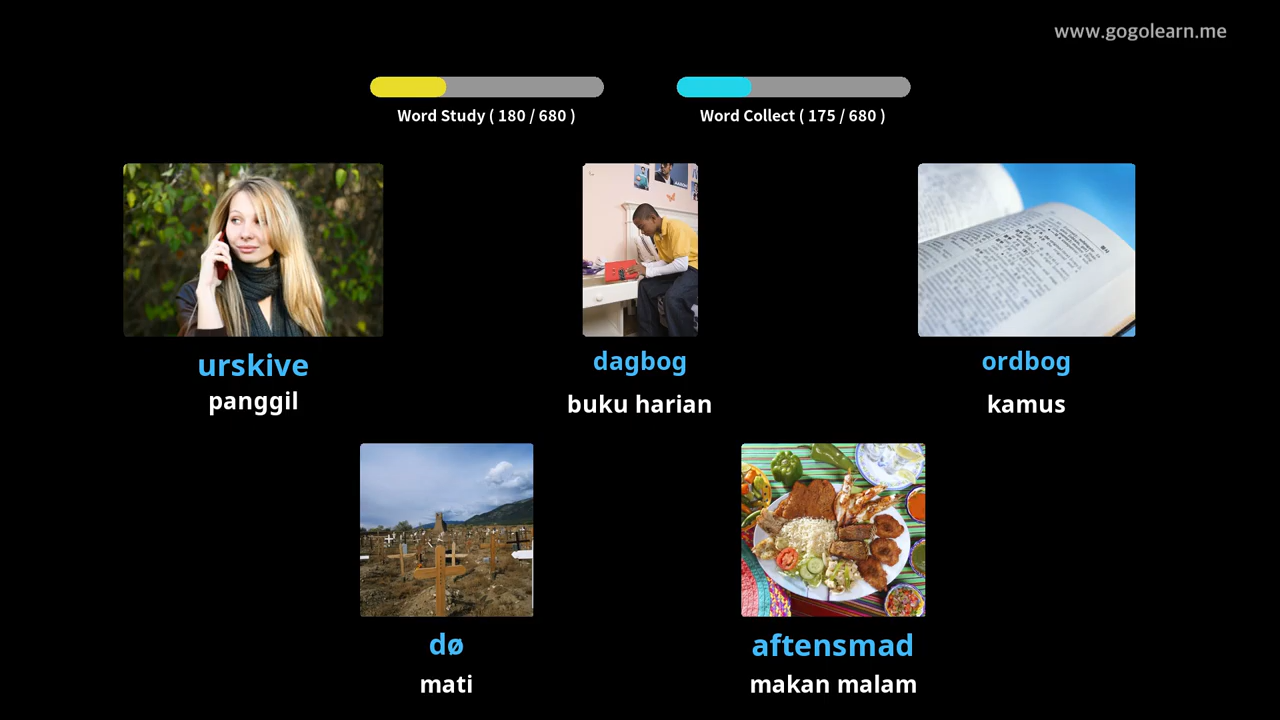 www.gogolearn.me
Word Study ( 180 / 680 )
Word Collect ( 175 / 680 )
urskive
panggil
dagbog
buku harian
ordbog
kamus
dø
mati
aftensmad
makan malam